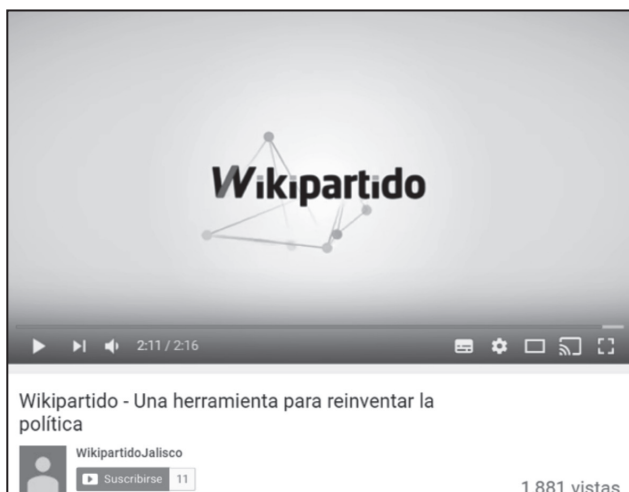 Wikipartido
2:11 / 2:16
Wikipartido - Una herramienta para reinventar la
política
WikipartidoJalisco
Suscribirse 11
1,881 vistas